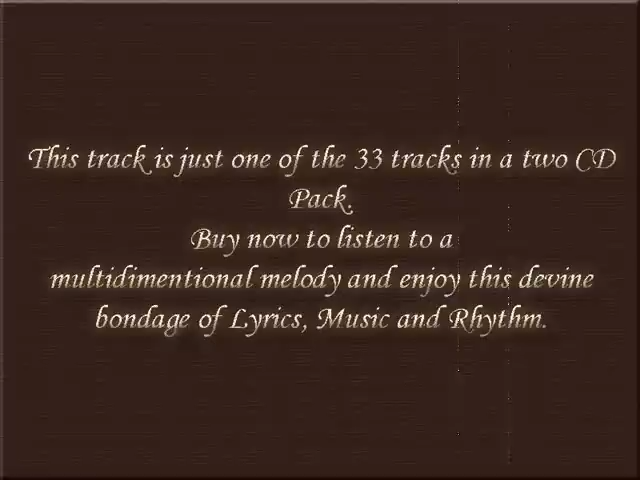 This track is just one of the 33 tracks in a two CD
Pack.
Buy now to listen to a
multidimentional melody and enjoy this devine
bondage of Lyrics, Music and Rhythm.